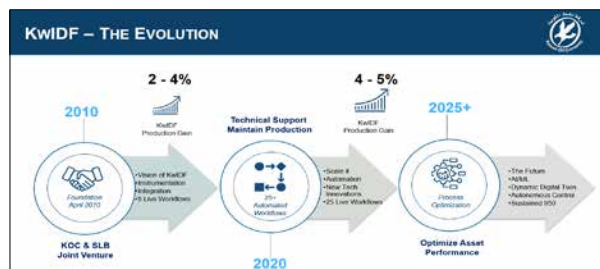 KWIDF – THE EVOLUTION
2010
2 - 4%
KwIDF
Production Gain
Foundation
April 2010
KOC & SLB
Joint Venture
•Vision of KwIDF
•Instrumentation
•Integration
•5 Live Workflows
Technical Support
Maintain Production
25+
Automated
Workflows
2020
4 - 5%
KwIDF
Production Gain
•Scale it
•Automation
•New Tech
Innovations
•25 Live Workflows
2025+
Process
Optimization
Optimize Asset
Performance
•The Future
•AI/ML
•Dynamic Digital Twin
•Autonomous Control